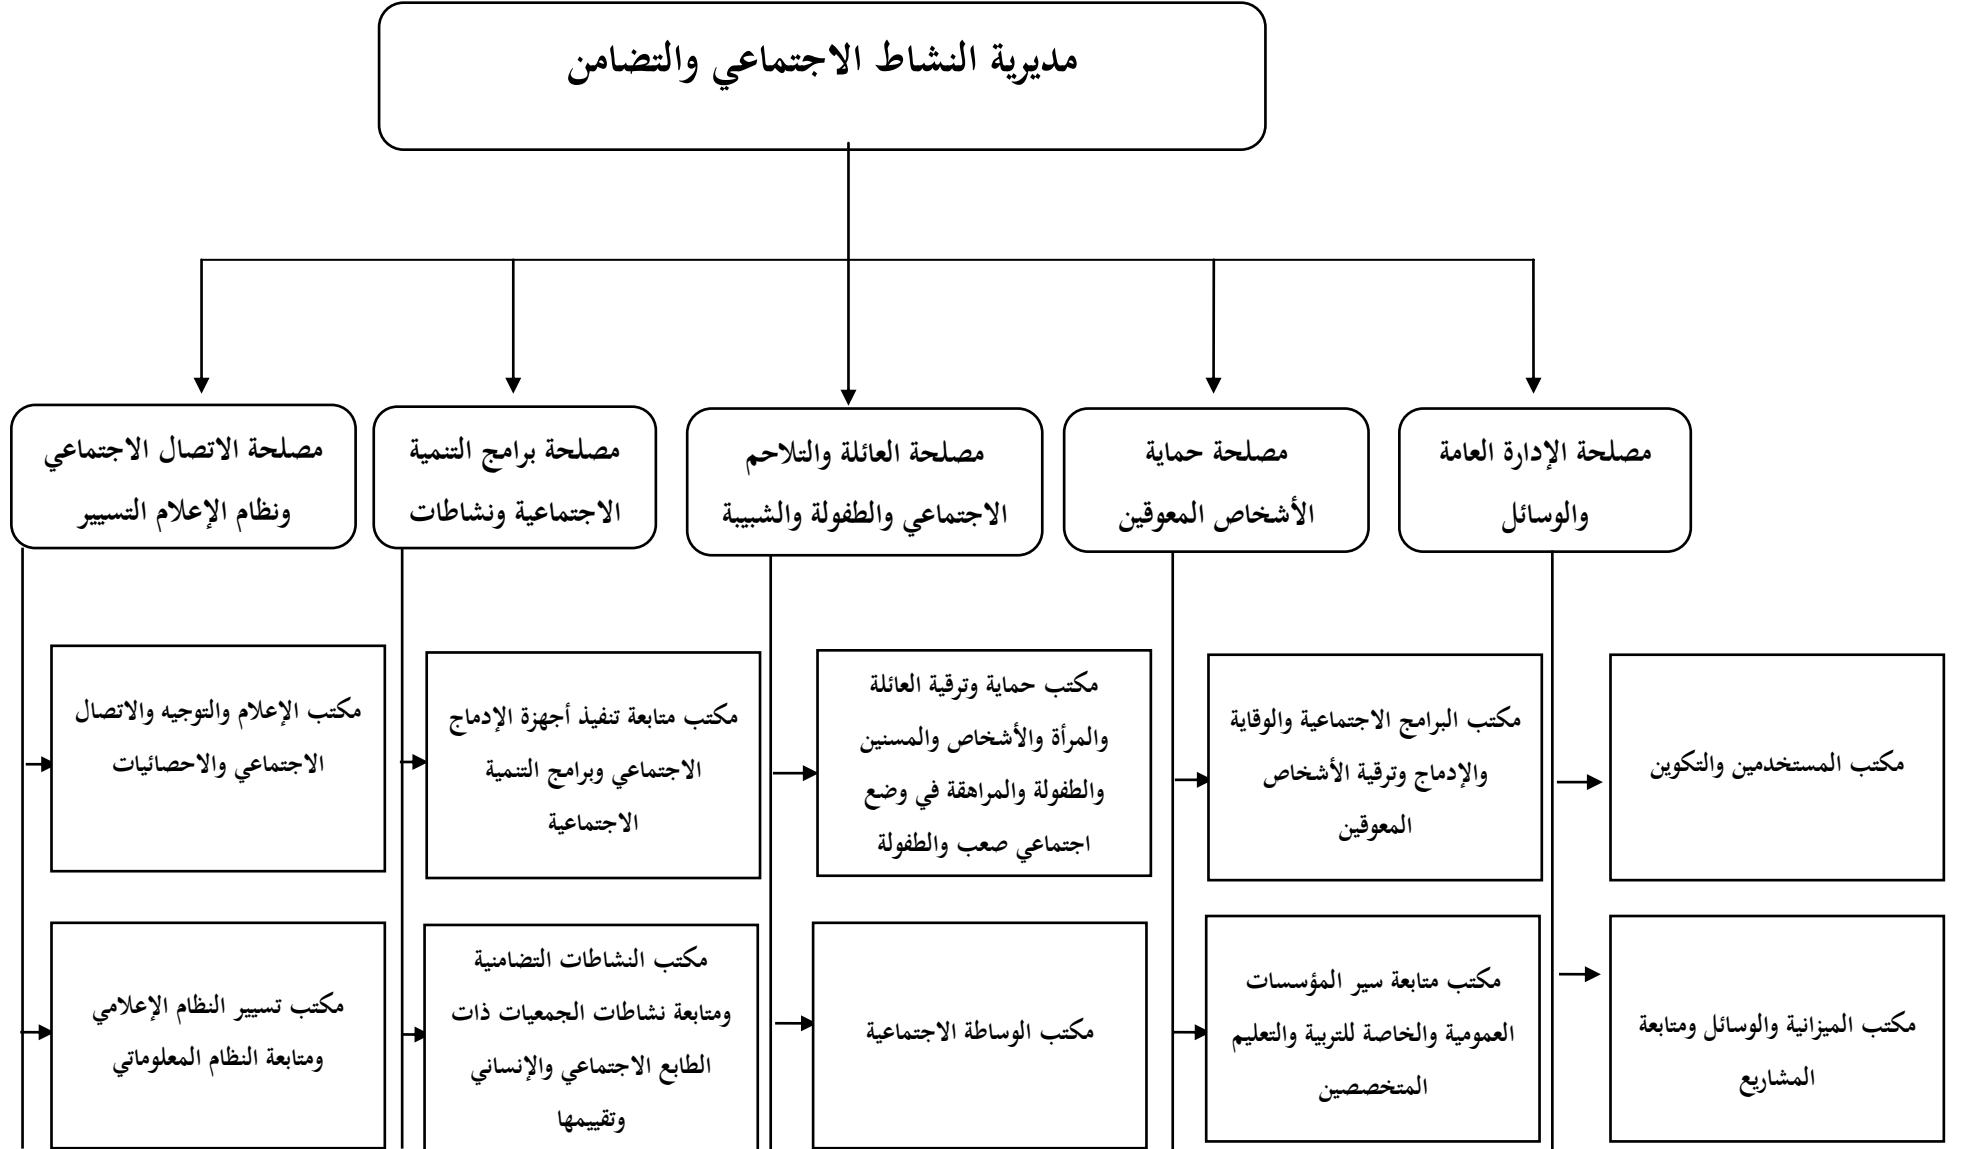 مديرية النشاط الاجتماعي والتضامن
مصلحة الإدارة العامة
والوسائل
مصلحة حماية
الأشخاص المعوقين
مصلحة العائلة والتلاحم
الاجتماعي والطفولة والشبيبة
مصلحة برامج التنمية
الاجتماعية ونشاطات
مصلحة الاتصال الاجتماعي
ونظام الإعلام التسيير
مكتب المستخدمين والتكوين
مكتب البرامج الاجتماعية والوقاية
والإدماج وترقية الأشخاص
المعوقين
مكتب حماية وترقية العائلة
والمرأة والأشخاص والمسنين
والطفولة والمراهقة في وضع
اجتماعي صعب والطفولة
مكتب متابعة تنفيذ أجهزة الإدماج
الاجتماعي وبرامج التنمية
الاجتماعية
مكتب الإعلام والتوجيه والاتصال
الاجتماعي والاحصائيات
مكتب الميزانية والوسائل ومتابعة
المشاريع
مكتب متابعة سير المؤسسات
العمومية والخاصة للتربية والتعليم
المتخصصين
مكتب الوساطة الاجتماعية
مكتب النشاطات التضامنية
ومتابعة نشاطات الجمعيات ذات
الطابع الاجتماعي والإنساني
وتقييمها
مكتب تسيير النظام الإعلامي
ومتابعة النظام المعلوماتي